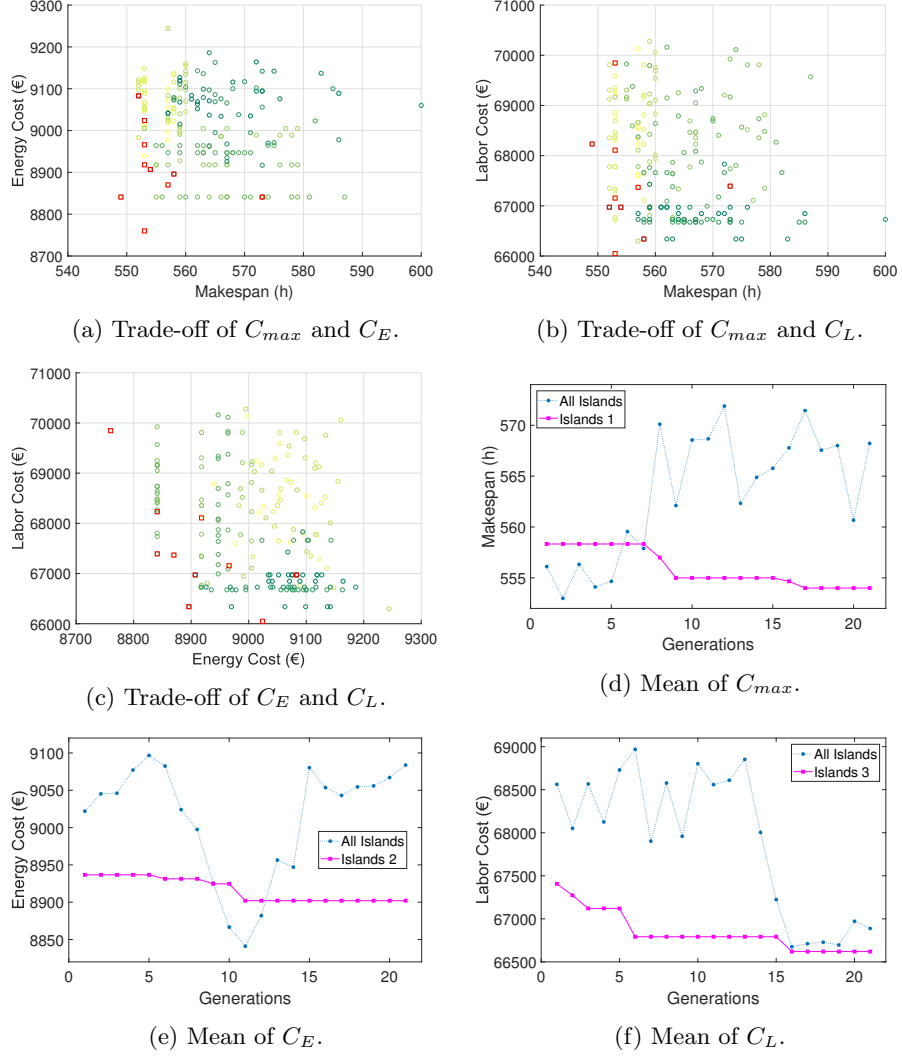 9300
9200
9100
9000
8900
8800
8700
Energy Cost (€)
540 550 560 570 580 590 600
Makespan (h)
(a) Trade-off of C_max and C_E.
71000
70000
69000
68000
67000
66000
Labor Cost (€)
540 550 560 570 580 590 600
Makespan (h)
(b) Trade-off of C_max and C_L.
71000
70000
69000
68000
67000
66000
Labor Cost (€)
8700 8800 8900 9000 9100 9200 9300
Energy Cost (€)
(c) Trade-off of C_E and C_L.
All Islands
Islands 1
570
565
560
555
Makespan (h)
0 5 10 15 20
Generations
(d) Mean of C_max.
9100
9050
9000
8950
8900
8850
Energy Cost (€)
All Islands
Islands 2
0 5 10 15 20
Generations
(e) Mean of C_E.
69000
68500
68000
67500
67000
66500
Labor Cost (€)
All Islands
Islands 3
0 5 10 15 20
Generations
(f) Mean of C_L.